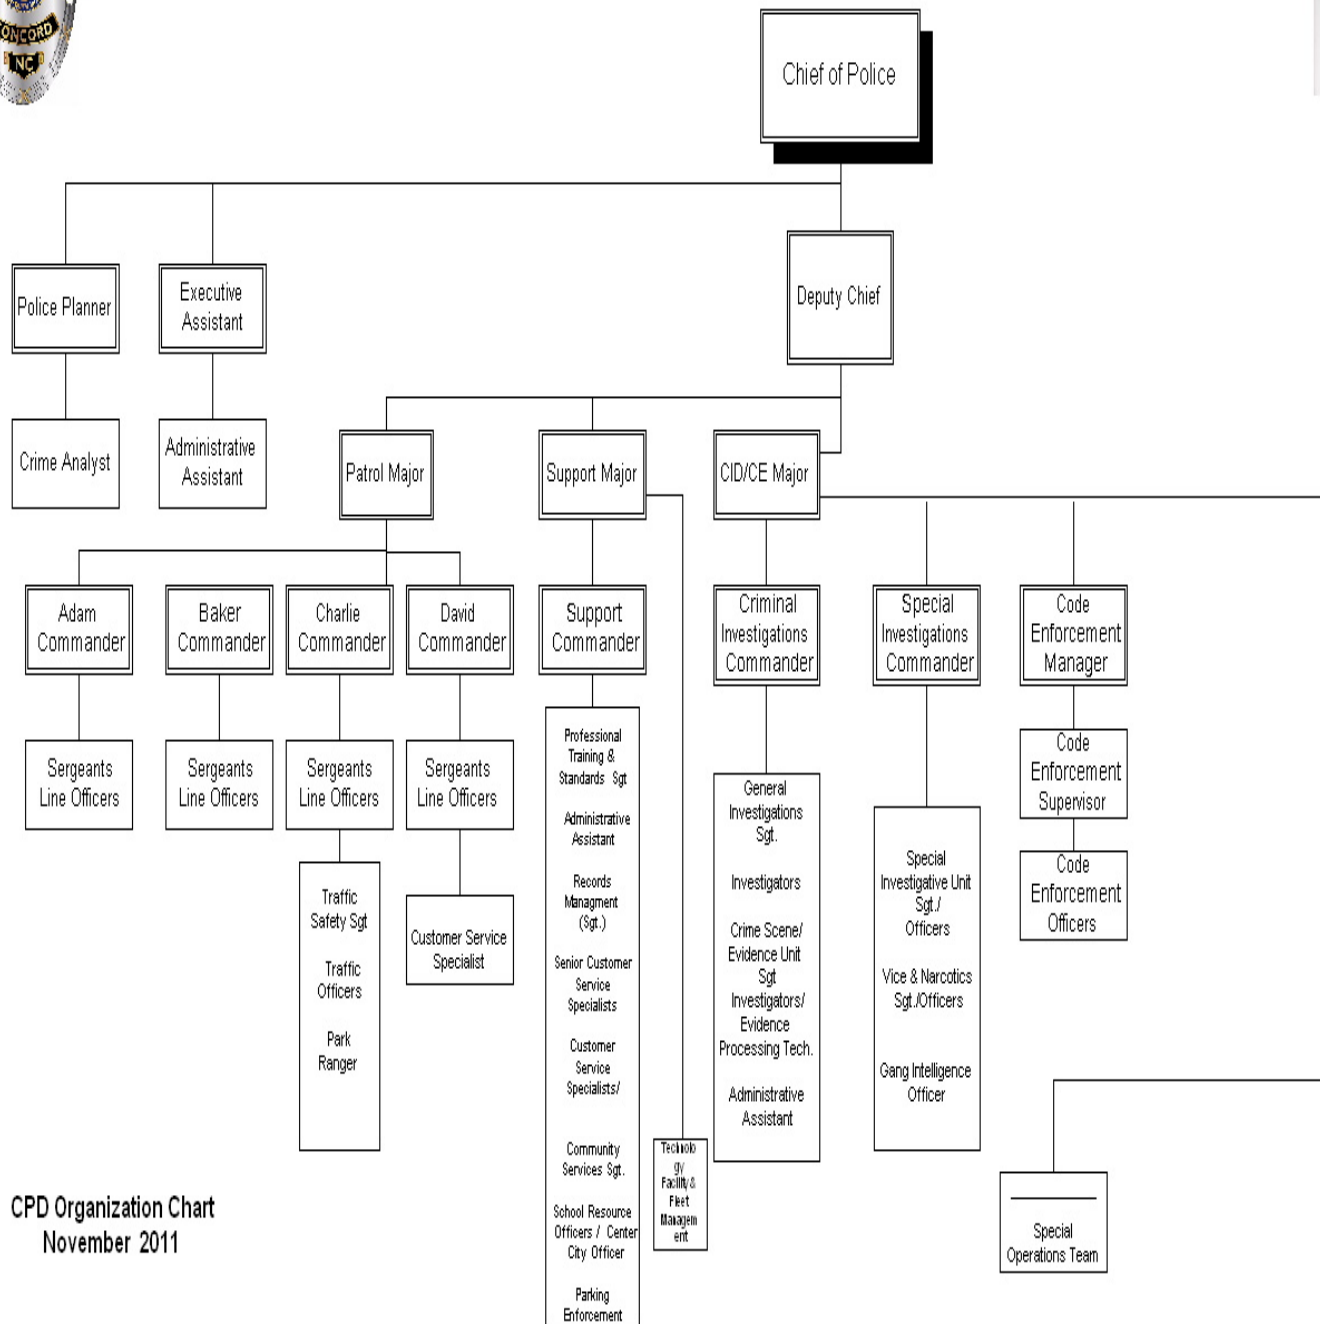 CONCORD
NC
Chief of Police
Deputy Chief
Police Planner
Executive
Assistant
Crime Analyst
Administrative
Assistant
Patrol Major
Support Major
CID/CE Major
Adam
Commander
Baker
Commander
Charlie
Commander
David
Commander
Support
Commander
Criminal
Investigations
Commander
Special
Investigations
Commander
Code
Enforcement
Manager
Sergeants
Line Officers
Sergeants
Line Officers
Sergeants
Line Officers
Sergeants
Line Officers
Traffic
Safety Sgt
Traffic
Officers
Park
Ranger
Customer Service
Specialist
Professional
Training &
Standards Sgt
Administrative
Assistant
Records
Managment
(Sgt.)
Senior Customer
Service
Specialists
Customer
Service
Specialists/
Community
Services Sgt.
School Resource
Officers / Center
City Officer
Parking
Enforcement
Technolo
gy
Facility &
Fleet
Managem
ent
General
Investigations
Sgt.
Investigators
Crime Scene/
Evidence Unit
Sgt
Investigators/
Evidence
Processing Tech.
Administrative
Assistant
Special
Investigative Unit
Sgt./
Officers
Vice & Narcotics
Sgt./Officers
Gang Intelligence
Officer
Code
Enforcement
Supervisor
Code
Enforcement
Officers
Special
Operations Team
CPD Organization Chart
November 2011